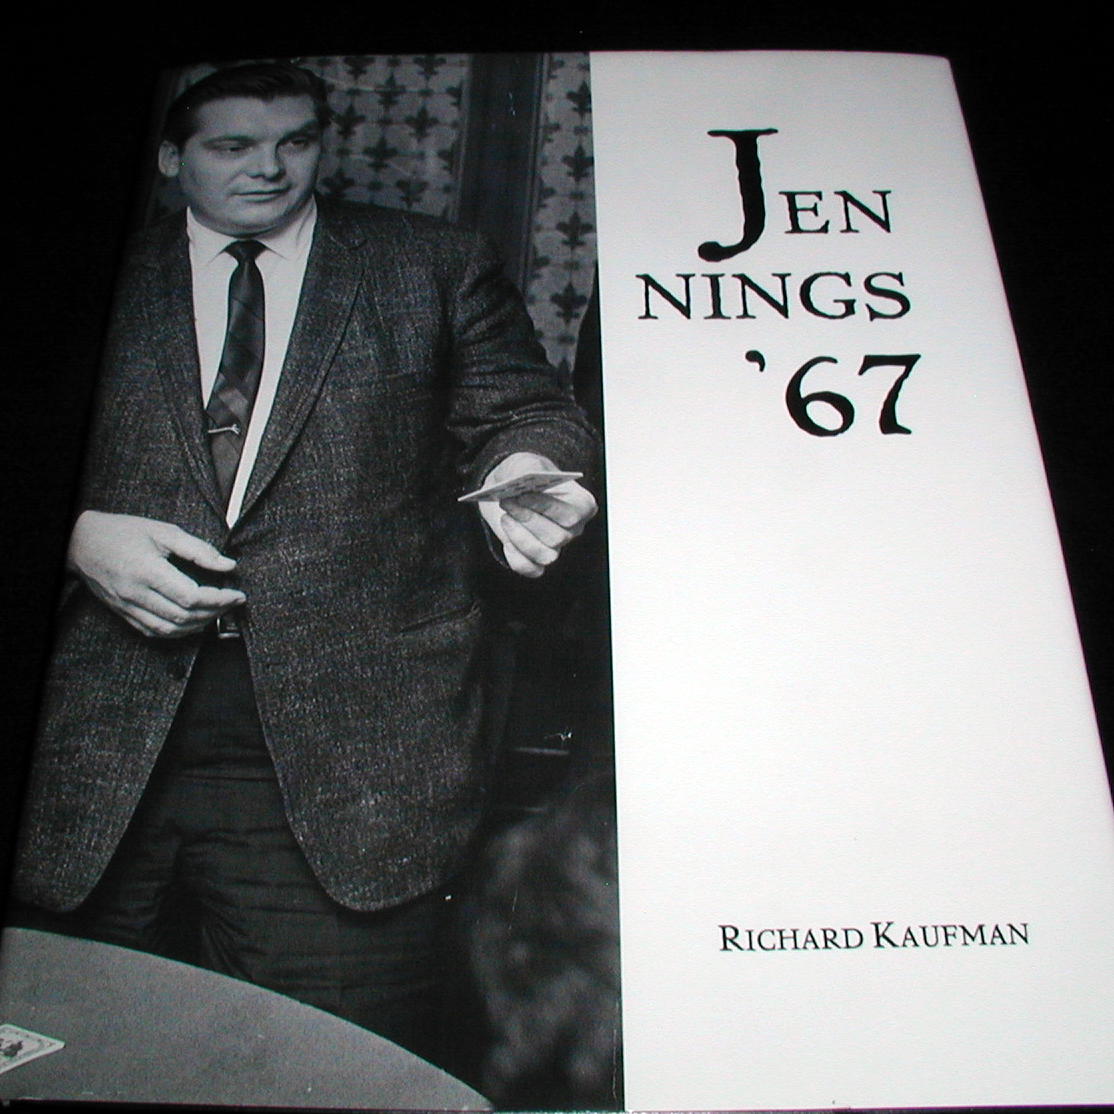 JEN
NINGS
'67
RICHARD KAUFMAN